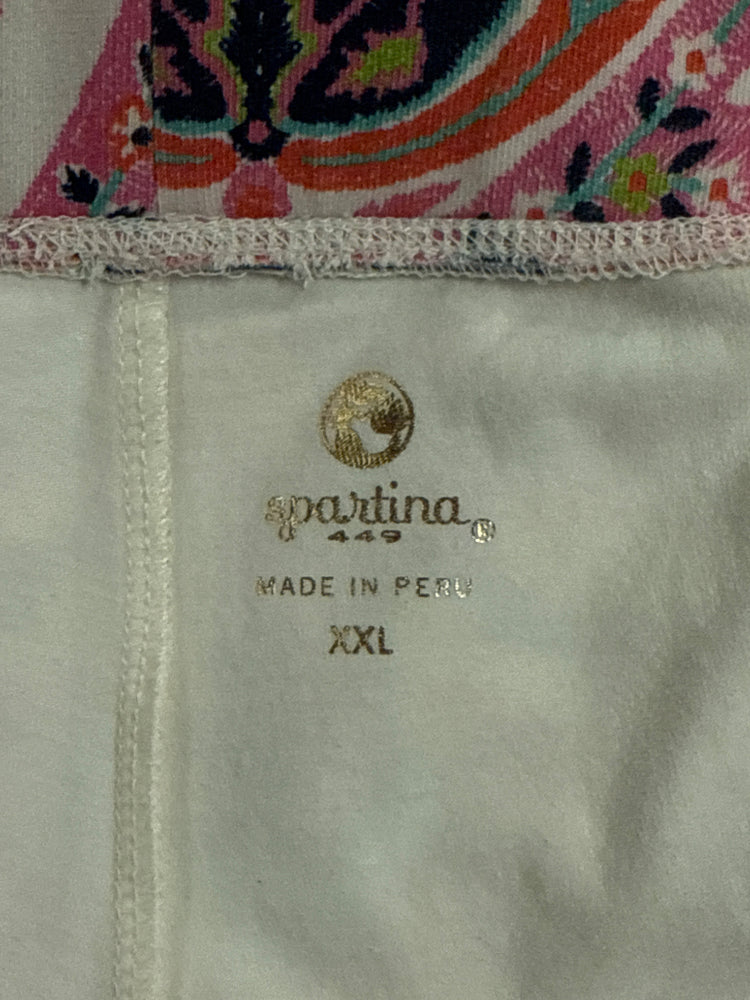 spartina ®
449
MADE IN PERU
XXL